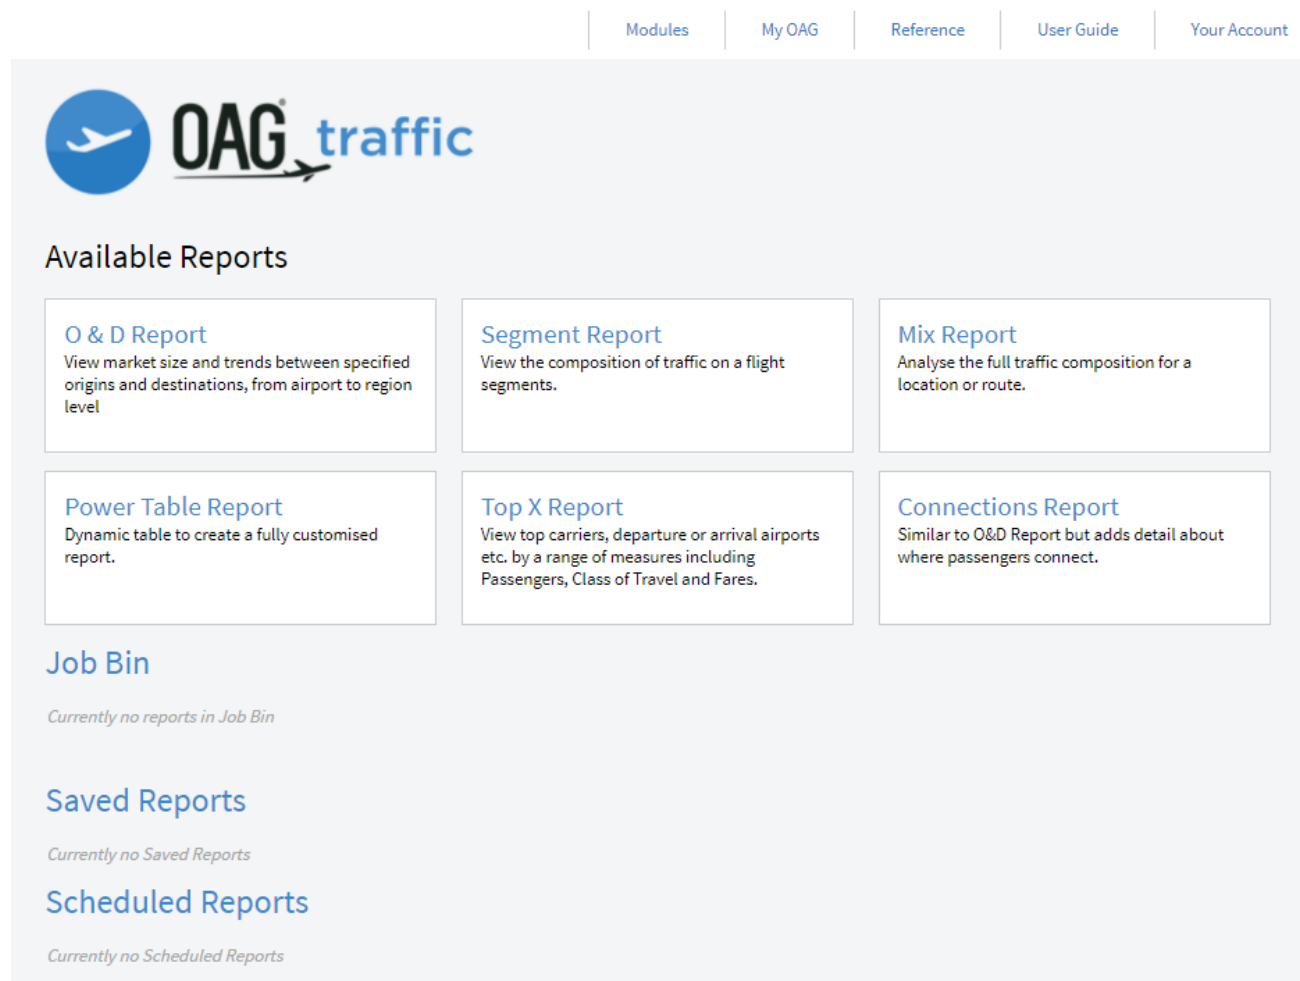 Modules
My OAG
Reference
User Guide
Your Account
OAG traffic
Available Reports
O & D Report
View market size and trends between specified
origins and destinations, from airport to region
level
Segment Report
View the composition of traffic on a flight
segments.
Mix Report
Analyse the full traffic composition for a
location or route.
Power Table Report
Dynamic table to create a fully customised
report.
Top X Report
View top carriers, departure or arrival airports
etc. by a range of measures including
Passengers, Class of Travel and Fares.
Connections Report
Similar to O&D Report but adds detail about
where passengers connect.
Job Bin
Currently no reports in Job Bin
Saved Reports
Currently no Saved Reports
Scheduled Reports
Currently no Scheduled Reports